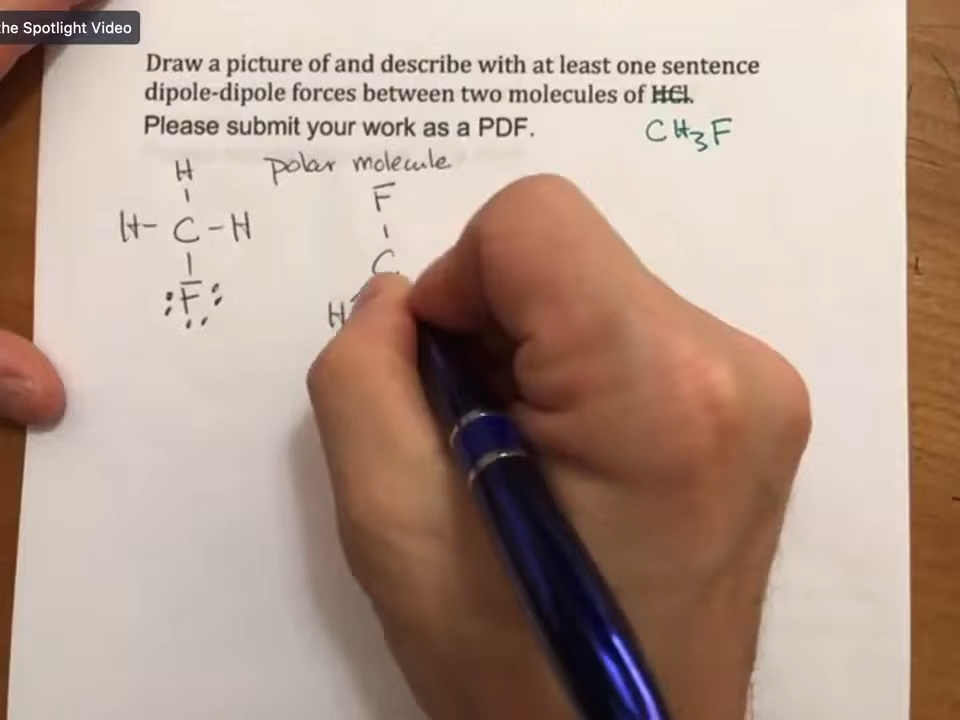 the Spotlight Video
Draw a picture of and describe with at least one sentence
dipole-dipole forces between two molecules of HCl.
CH3F
Please submit your work as a PDF.
polar molecule
H
H-C-H
F
F
C
H